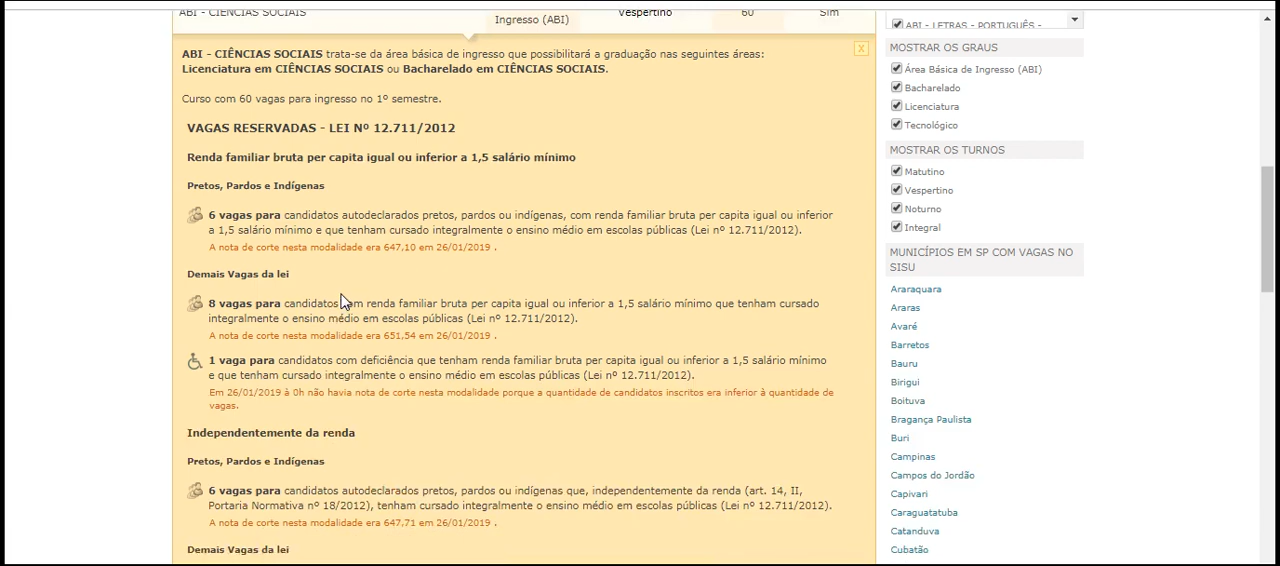 ABI - CIÊNCIAS SOCIAIS
Ingresso (ABI)
Vespertino
60
Sim
ABI - CIÊNCIAS SOCIAIS trata-se da área básica de ingresso que possibilitará a graduação nas seguintes áreas:
Licenciatura em CIÊNCIAS SOCIAIS ou Bacharelado em CIÊNCIAS SOCIAIS.
X
Curso com 60 vagas para ingresso no 1º semestre.
VAGAS RESERVADAS - LEI Nº 12.711/2012
Renda familiar bruta per capita igual ou inferior a 1,5 salário mínimo
Pretos, Pardos e Indígenas
6 vagas para candidatos autodeclarados pretos, pardos ou indígenas, com renda familiar bruta per capita igual ou inferior
a 1,5 salário mínimo e que tenham cursado integralmente o ensino médio em escolas públicas (Lei nº 12.711/2012).
A nota de corte nesta modalidade era 647,10 em 26/01/2019 .
Demais Vagas da lei
8 vagas para candidatos com renda familiar bruta per capita igual ou inferior a 1,5 salário mínimo que tenham cursado
integralmente o ensino médio em escolas públicas (Lei nº 12.711/2012).
A nota de corte nesta modalidade era 651,54 em 26/01/2019 .
1 vaga para candidatos com deficiência que tenham renda familiar bruta per capita igual ou inferior a 1,5 salário mínimo
e que tenham cursado integralmente o ensino médio em escolas públicas (Lei nº 12.711/2012).
Em 26/01/2019 à 0h não havia nota de corte nesta modalidade porque a quantidade de candidatos inscritos era inferior à quantidade de
vagas.
Independentemente da renda
Pretos, Pardos e Indígenas
6 vagas para candidatos autodeclarados pretos, pardos ou indígenas que, independentemente da renda (art. 14, II,
Portaria Normativa nº 18/2012), tenham cursado integralmente o ensino médio em escolas públicas (Lei nº 12.711/2012).
A nota de corte nesta modalidade era 647,71 em 26/01/2019 .
Demais Vagas da lei
ABI - LETRAS - PORTUGUÊS -
MOSTRAR OS GRAUS
Área Básica de Ingresso (ABI)
Bacharelado
Licenciatura
Tecnológico
MOSTRAR OS TURNOS
Matutino
Vespertino
Noturno
Integral
MUNICÍPIOS EM SP COM VAGAS NO
SISU
Araraquara
Araras
Avaré
Barretos
Bauru
Birigui
Boituva
Bragança Paulista
Buri
Campinas
Campos do Jordão
Capivari
Caraguatatuba
Catanduva
Cubatão